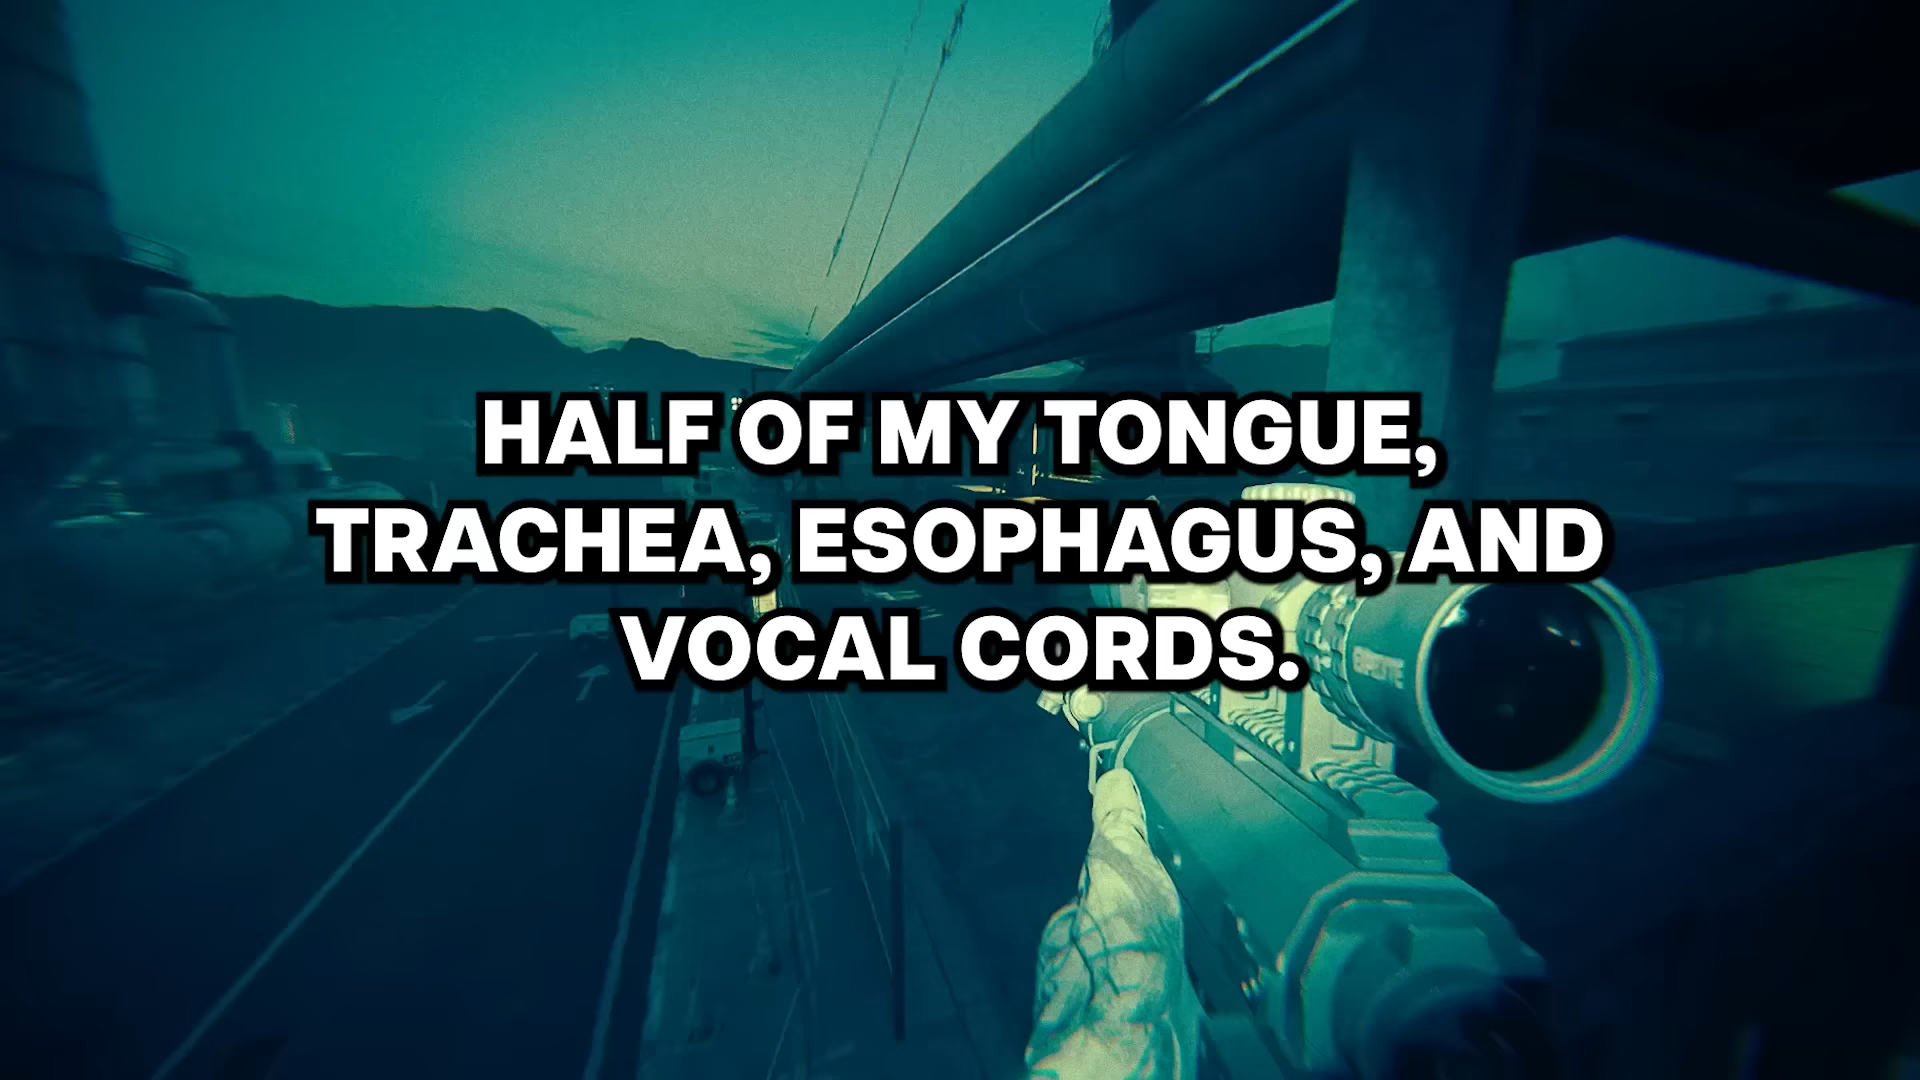 HALF OF MY TONGUE,
TRACHEA, ESOPHAGUS, AND
VOCAL CORDS.